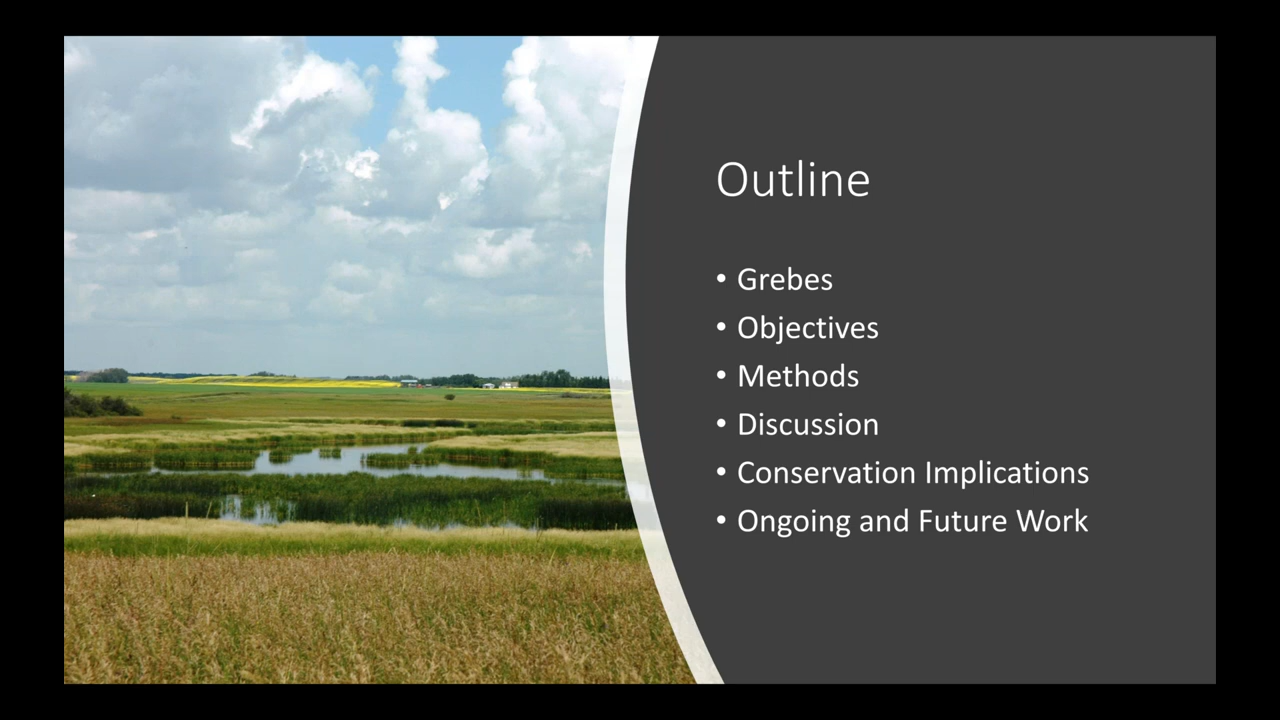 Outline
• Grebes
• Objectives
• Methods
• Discussion
• Conservation Implications
• Ongoing and Future Work